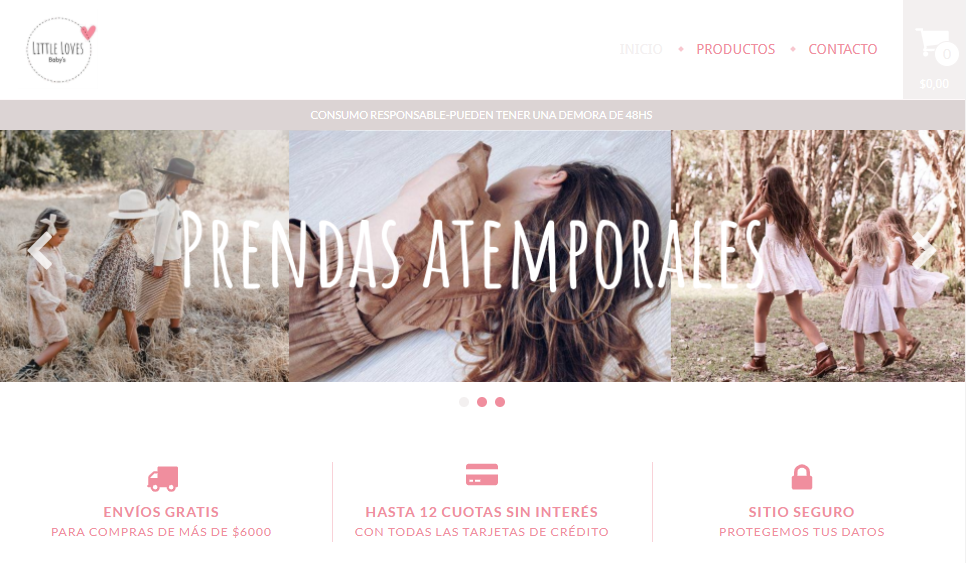 LITTLE LOVES
Baby's
INICIO
PRODUCTOS
CONTACTO
0
$0,00
CONSUMO RESPONSABLE-PUEDEN TENER UNA DEMORA DE 48HS
PRENDAS ATEMPORALES
ENVÍOS GRATIS
PARA COMPRAS DE MÁS DE $6000
HASTA 12 CUOTAS SIN INTERÉS
CON TODAS LAS TARJETAS DE CRÉDITO
SITIO SEGURO
PROTEGEMOS TUS DATOS